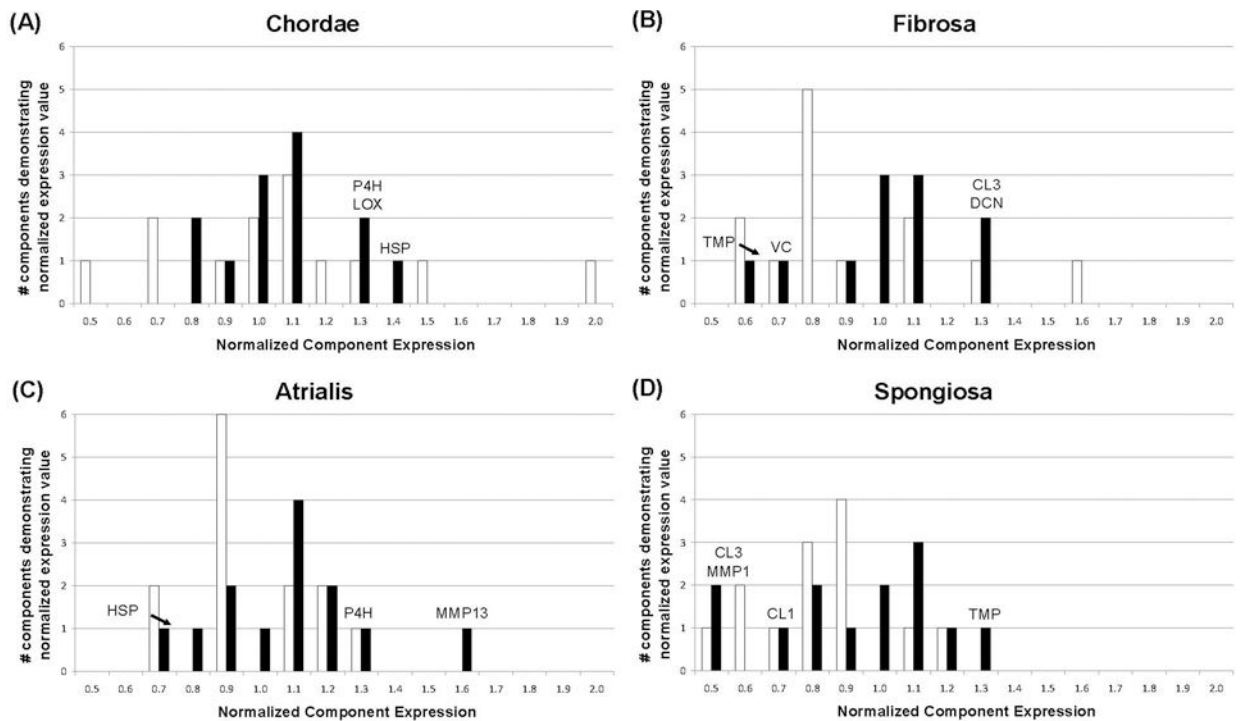 (A)
Chordae
# components demonstrating
normalized expression value
6
5
4
3
2
1
0
P4H
LOX
HSP
0.5 0.6 0.7 0.8 0.9 1.0 1.1 1.2 1.3 1.4 1.5 1.6 1.7 1.8 1.9 2.0
Normalized Component Expression
(B)
Fibrosa
# components demonstrating
normalized expression value
6
5
4
3
2
1
0
TMP
VC
CL3
DCN
0.5 0.6 0.7 0.8 0.9 1.0 1.1 1.2 1.3 1.4 1.5 1.6 1.7 1.8 1.9 2.0
Normalized Component Expression
(C)
Atrialis
# components demonstrating
normalized expression value
6
5
4
3
2
1
0
HSP
P4H
MMP13
0.5 0.6 0.7 0.8 0.9 1.0 1.1 1.2 1.3 1.4 1.5 1.6 1.7 1.8 1.9 2.0
Normalized Component Expression
(D)
Spongiosa
# components demonstrating
normalized expression value
6
5
4
3
2
1
0
CL3
MMP1
CL1
TMP
0.5 0.6 0.7 0.8 0.9 1.0 1.1 1.2 1.3 1.4 1.5 1.6 1.7 1.8 1.9 2.0
Normalized Component Expression